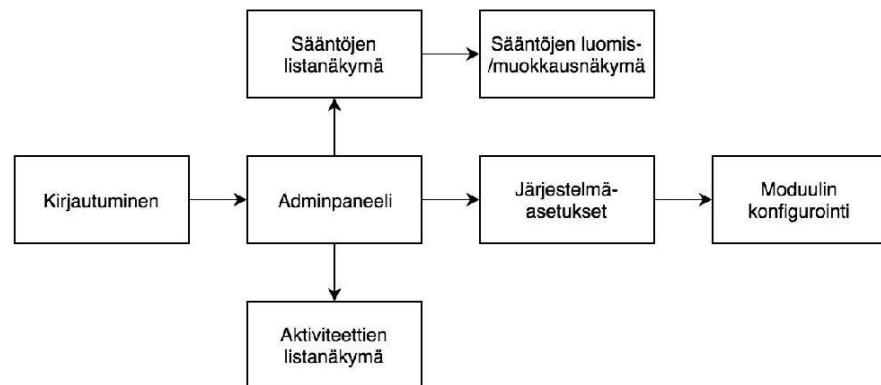 Sääntöjen
listanäkymä
Sääntöjen luomis-
/muokkausnäkymä
Kirjautuminen
Adminpaneeli
Järjestelmä-
asetukset
Moduulin
konfigurointi
Aktiviteettien
listanäkymä